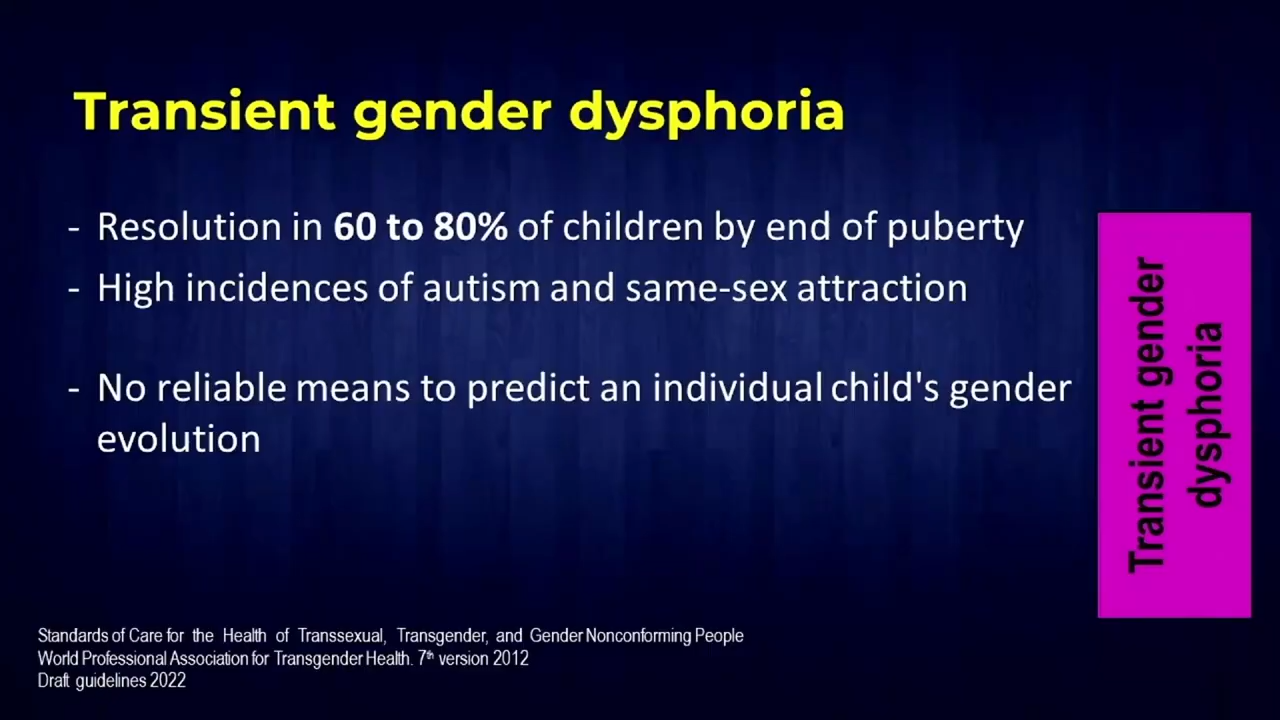 Transient gender dysphoria
- Resolution in 60 to 80% of children by end of puberty
- High incidences of autism and same-sex attraction
- No reliable means to predict an individual child's gender
evolution
Transient gender
dysphoria
Standards of Care for the Health of Transsexual, Transgender, and Gender Nonconforming People
World Professional Association for Transgender Health. 7th version 2012
Draft guidelines 2022